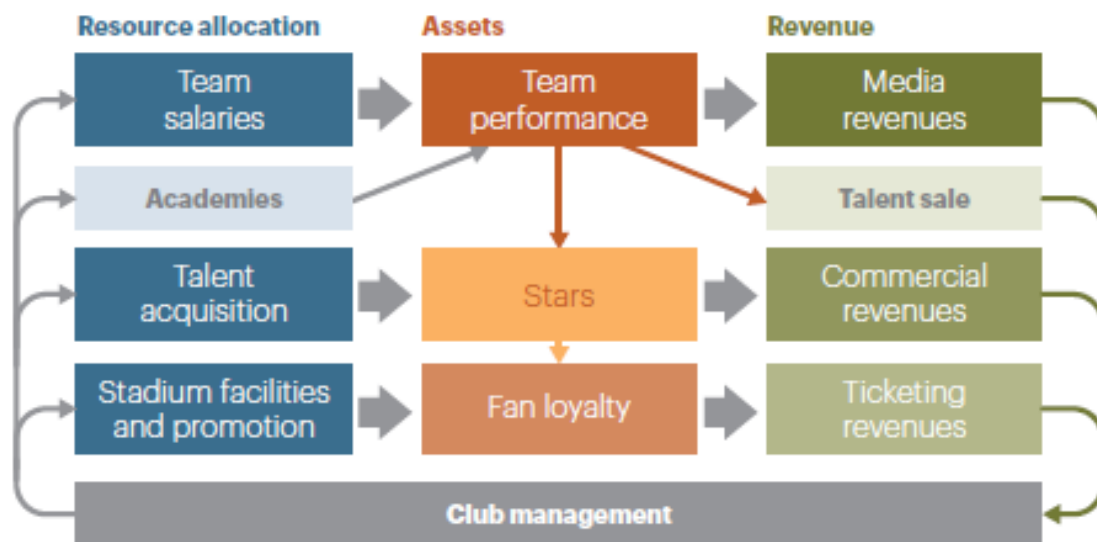 Resource allocation
Assets
Revenue
Team
salaries
Team
performance
Media
revenues
Academies
Talent sale
Talent
acquisition
Stars
Commercial
revenues
Stadium facilities
and promotion
Fan loyalty
Ticketing
revenues
Club management